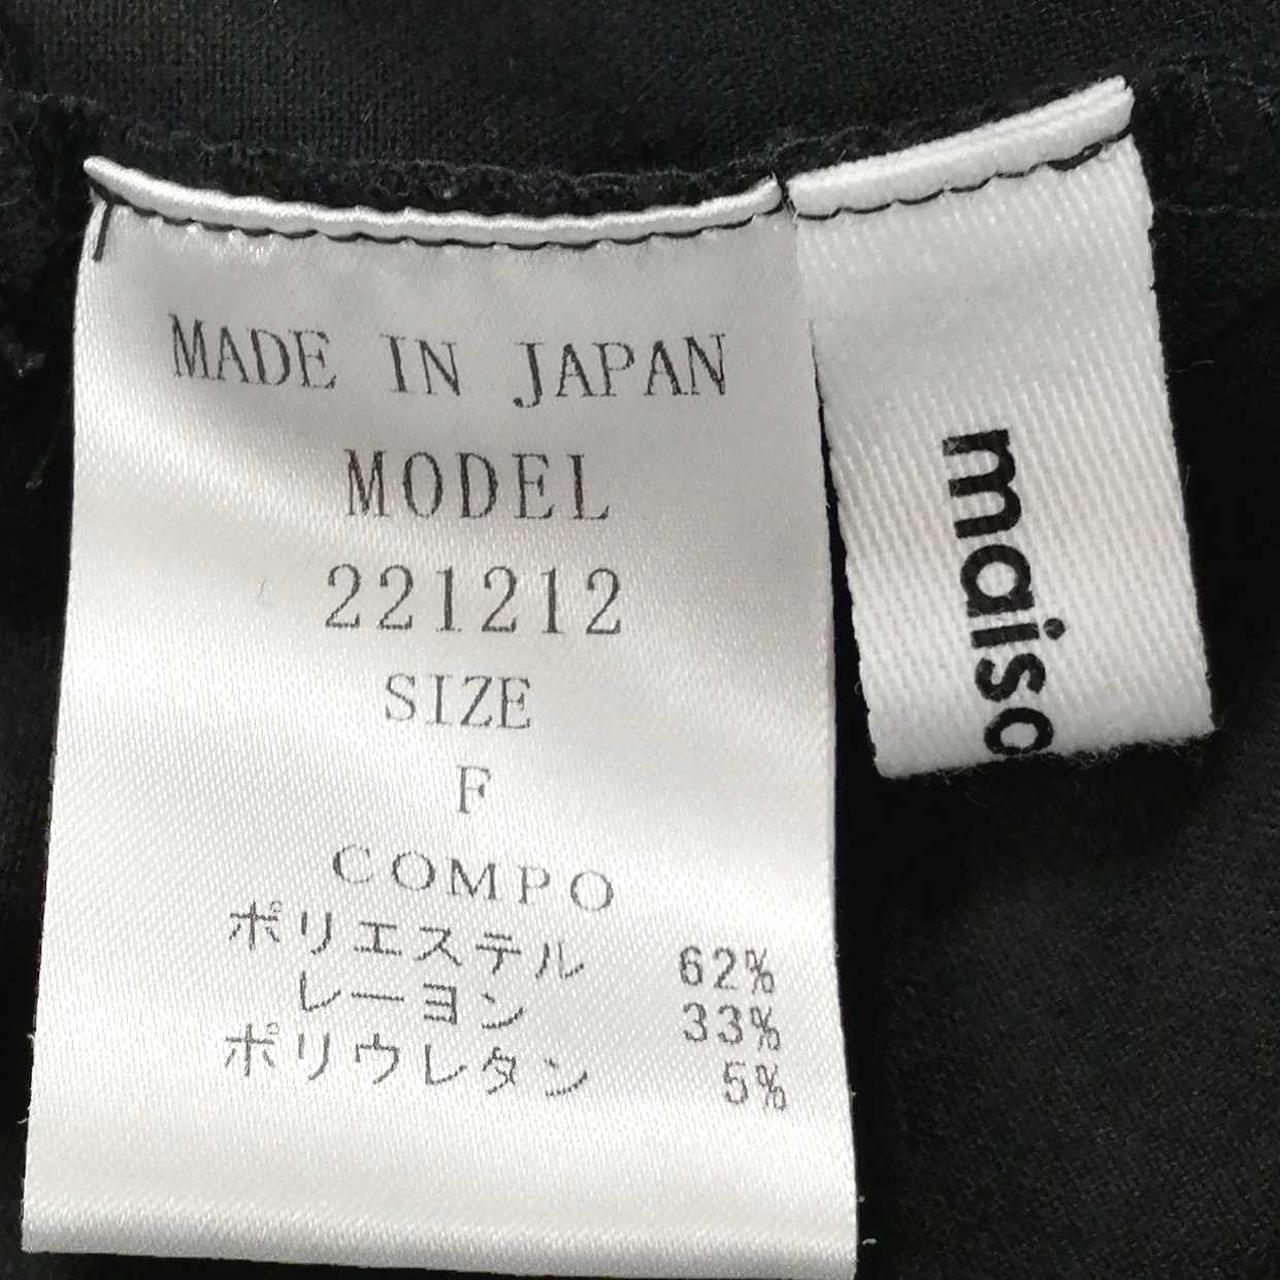 MADE IN JAPAN
MODEL
221212
SIZE
F
COMPO
ポリエステル 62%
レーヨン 33%
ポリウレタン 5%
maiso